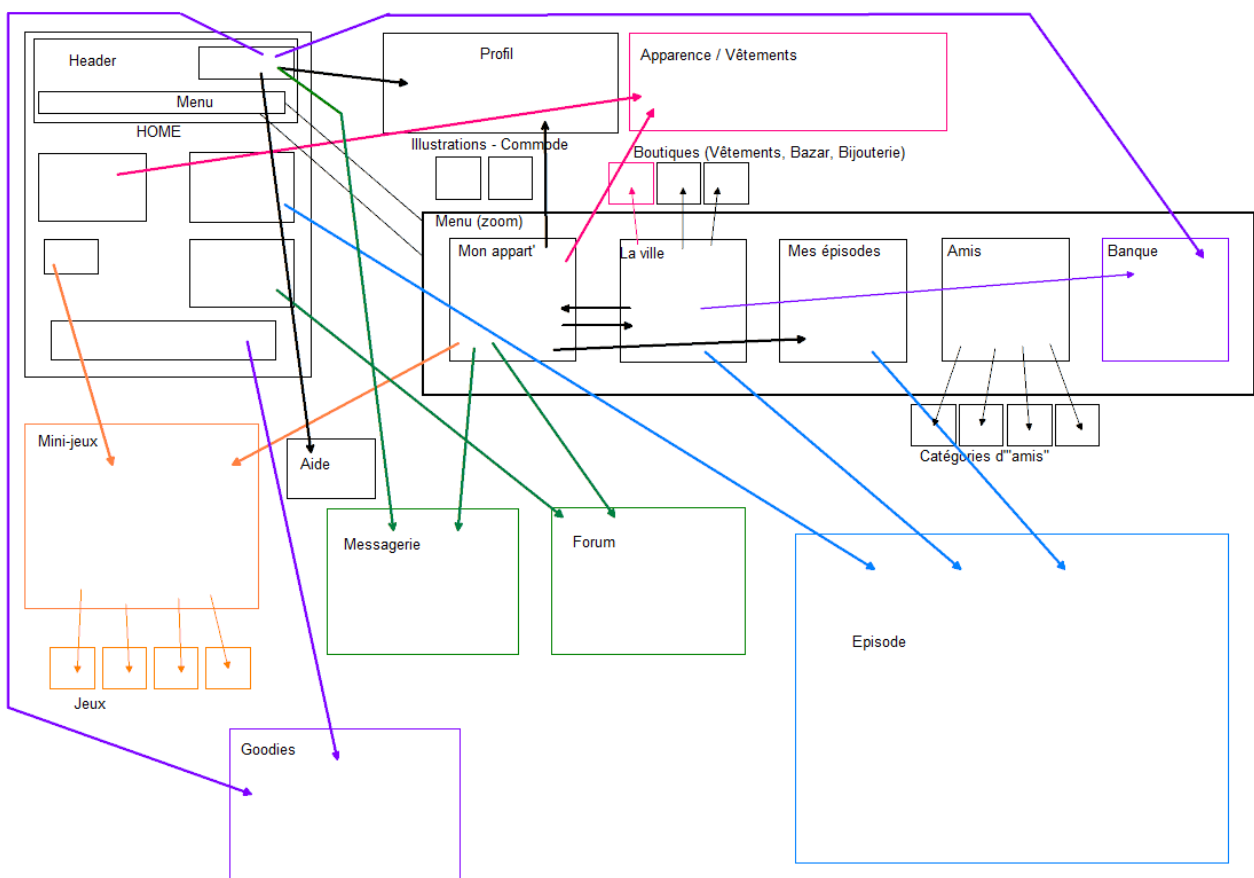 Header
Menu
HOME
Profil
Apparence / Vêtements
Illustrations - Commode
Boutiques (Vêtements, Bazar, Bijouterie)
Menu (zoom)
Mon appart'
La ville
Mes épisodes
Amis
Banque
Catégories d'"amis"
Mini-jeux
Aide
Messagerie
Forum
Episode
Jeux
Goodies